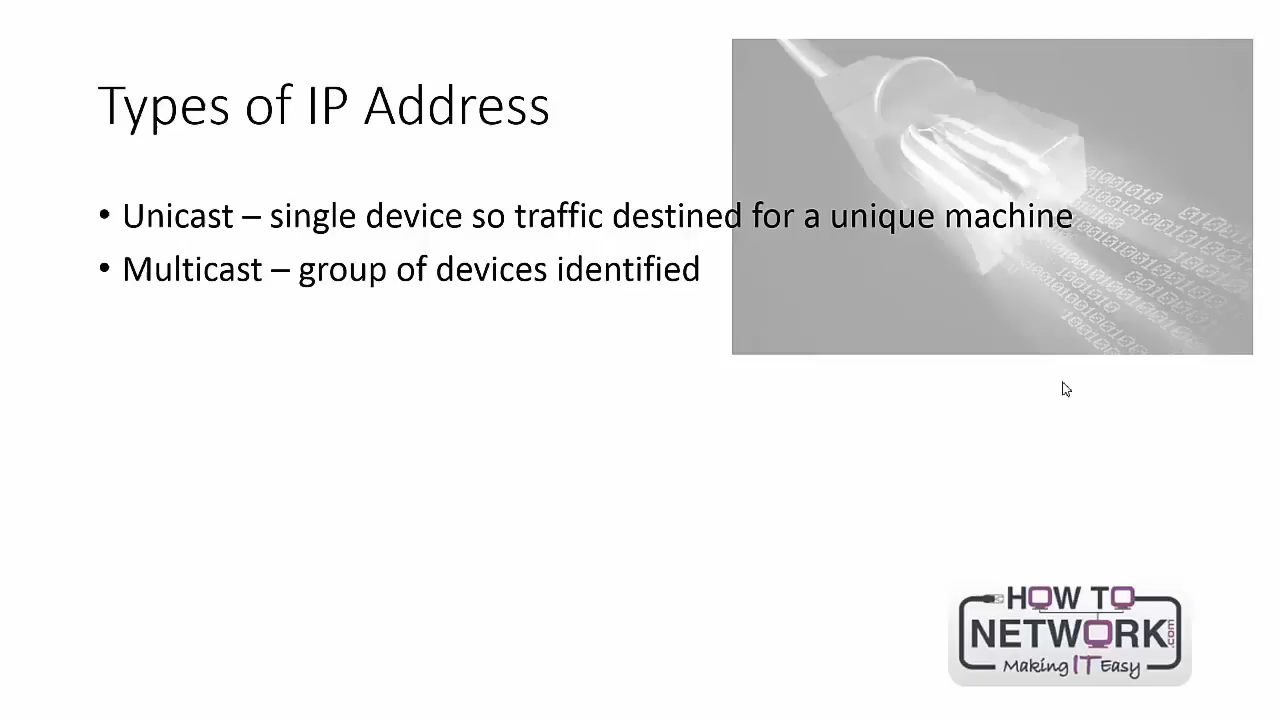 Types of IP Address
• Unicast – single device so traffic destined for a unique machine
• Multicast – group of devices identified
HOW TO
NETWORK.com
Making IT Easy